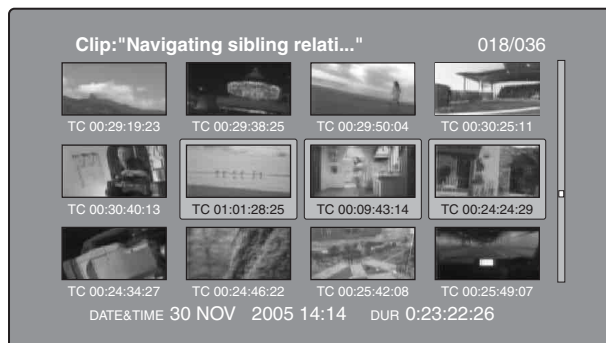 Clip:"Navigating sibling relati..." 018/036
TC 00:29:19:23 TC 00:29:38:25 TC 00:29:50:04 TC 00:30:25:11
TC 00:30:40:13 TC 01:01:28:25 TC 00:09:43:14 TC 00:24:24:29
TC 00:24:34:27 TC 00:24:46:22 TC 00:25:42:08 TC 00:25:49:07
DATE&TIME 30 NOV 2005 14:14 DUR 0:23:22:26